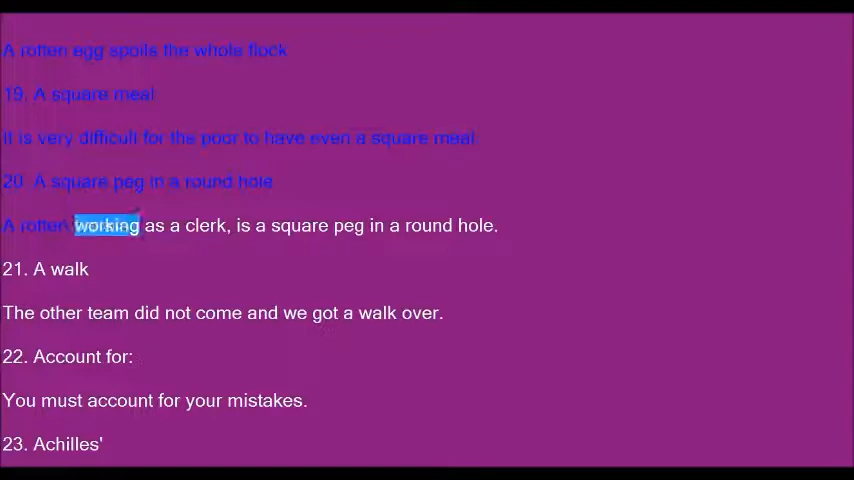 A rotten egg spoils the whole flock
19. A square meal
It is very difficult for the poor to have even a square meal
20. A square peg in a round hole
A rotten working as a clerk, is a square peg in a round hole.
21. A walk
The other team did not come and we got a walk over.
22. Account for:
You must account for your mistakes.
23. Achilles'